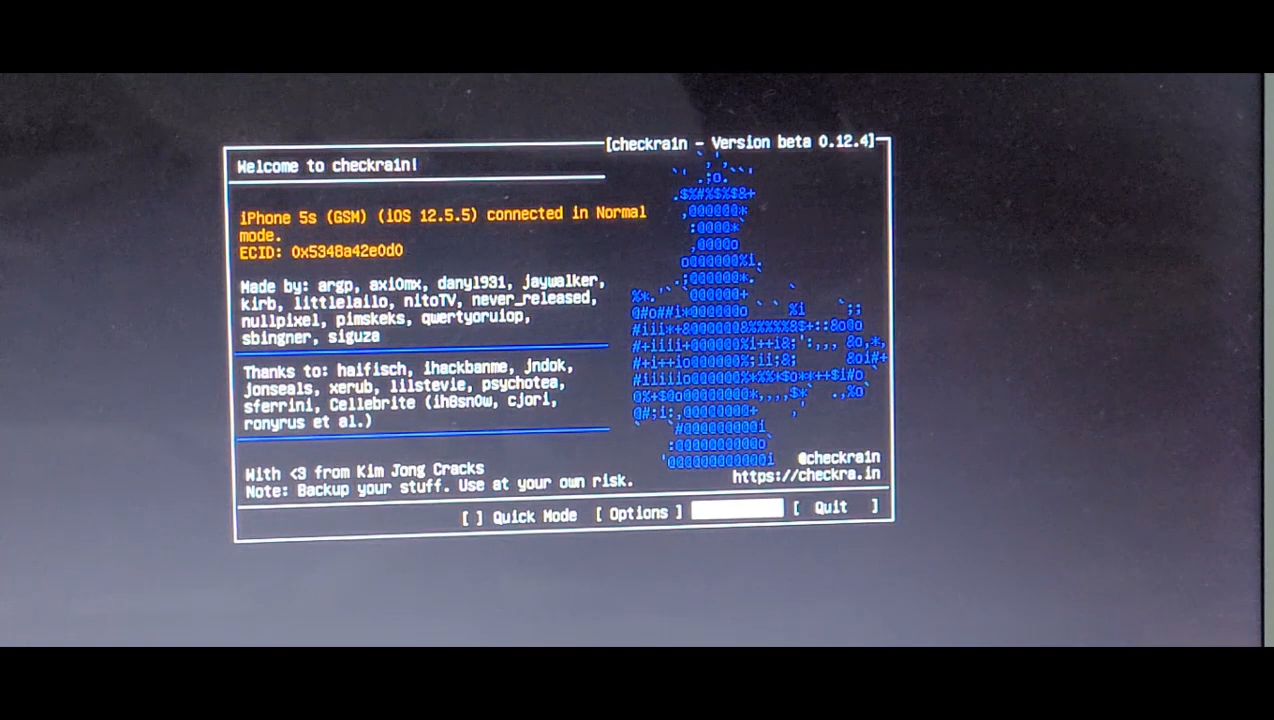 [checkra1n - Version beta 0.12.4]
Welcome to checkra1n!
iPhone 5s (GSM) (iOS 12.5.5) connected in Normal
mode.
ECID: 0x5348a42e0d0
Made by: argp, axi0mx, danyl931, jaywalker,
kirb, littlelailo, nitoTV, never_released,
nullpixel, pimskeks, qwertyoruiop,
sbingner, siguza
Thanks to: haifisch, ihackbanme, jndok,
jonseals, xerub, lilstevie, psychotea,
sferrini, Cellebrite (ih8sn0w, cjori,
ronyrus et al.)
With <3 from Kim Jong Cracks
Note: Backup your stuff. Use at your own risk.
@checkra1n
https://checkra.in
[ ] Quick Mode [ Options ] [ Quit ]